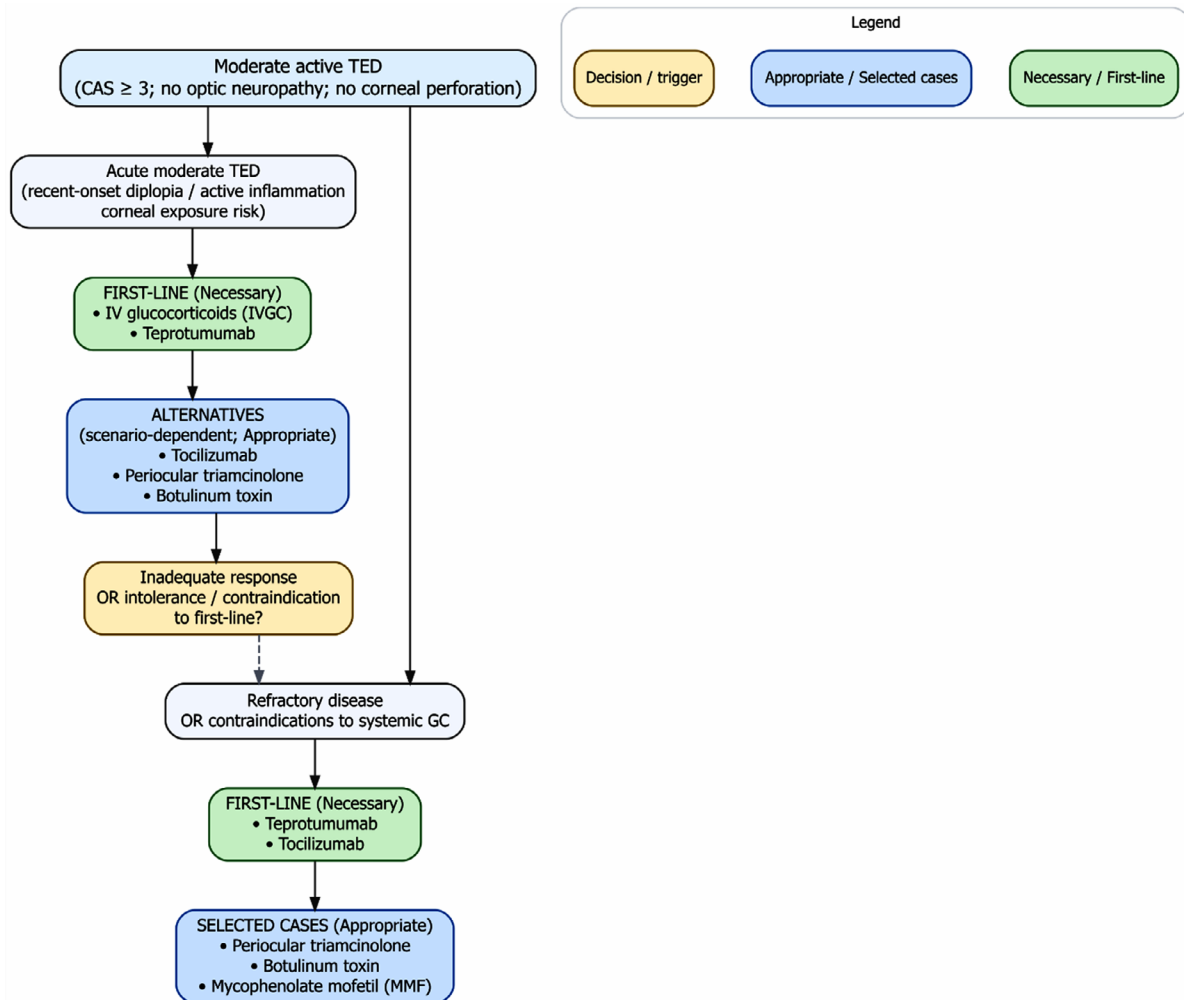 Legend
Decision / trigger
Appropriate / Selected cases
Necessary / First-line
Moderate active TED
(CAS ≥ 3; no optic neuropathy; no corneal perforation)
Acute moderate TED
(recent-onset diplopia / active inflammation
corneal exposure risk)
FIRST-LINE (Necessary)
• IV glucocorticoids (IVGC)
• Teprotumumab
ALTERNATIVES
(scenario-dependent; Appropriate)
• Tocilizumab
• Periocular triamcinolone
• Botulinum toxin
Inadequate response
OR intolerance / contraindication
to first-line?
Refractory disease
OR contraindications to systemic GC
FIRST-LINE (Necessary)
• Teprotumumab
• Tocilizumab
SELECTED CASES (Appropriate)
• Periocular triamcinolone
• Botulinum toxin
• Mycophenolate mofetil (MMF)